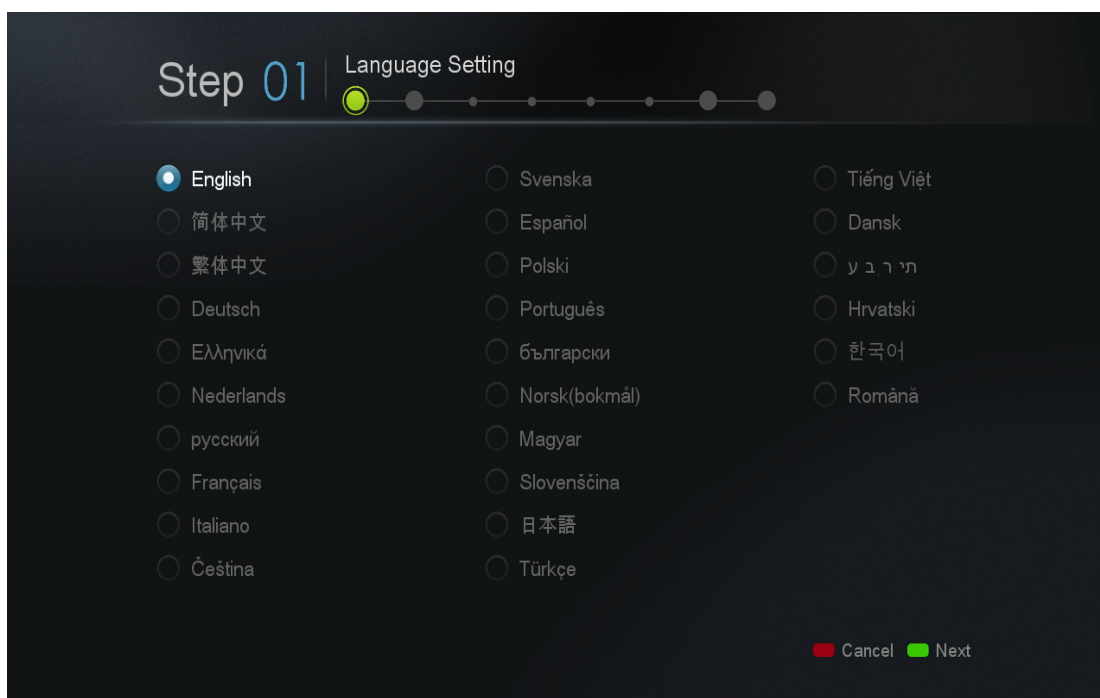 Step 01
Language Setting
English
简体中文
繁体中文
Deutsch
Ελληνικά
Nederlands
русский
Français
Italiano
Čeština
Svenska
Español
Polski
Português
български
Norsk(bokmål)
Magyar
Slovenščina
日本語
Türkçe
Tiếng Việt
Dansk
תי ר ב ע
Hrvatski
한국어
Română
Cancel
Next